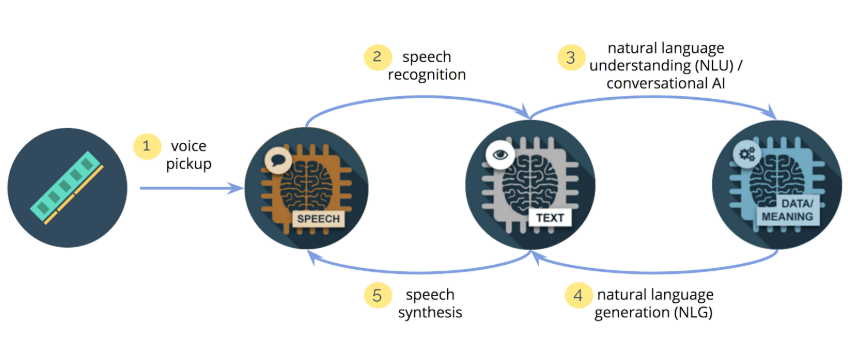 1 voice
pickup
2 speech
recognition
3 natural language
understanding (NLU) /
conversational AI
SPEECH
TEXT
DATA/
MEANING
5 speech
synthesis
4 natural language
generation (NLG)